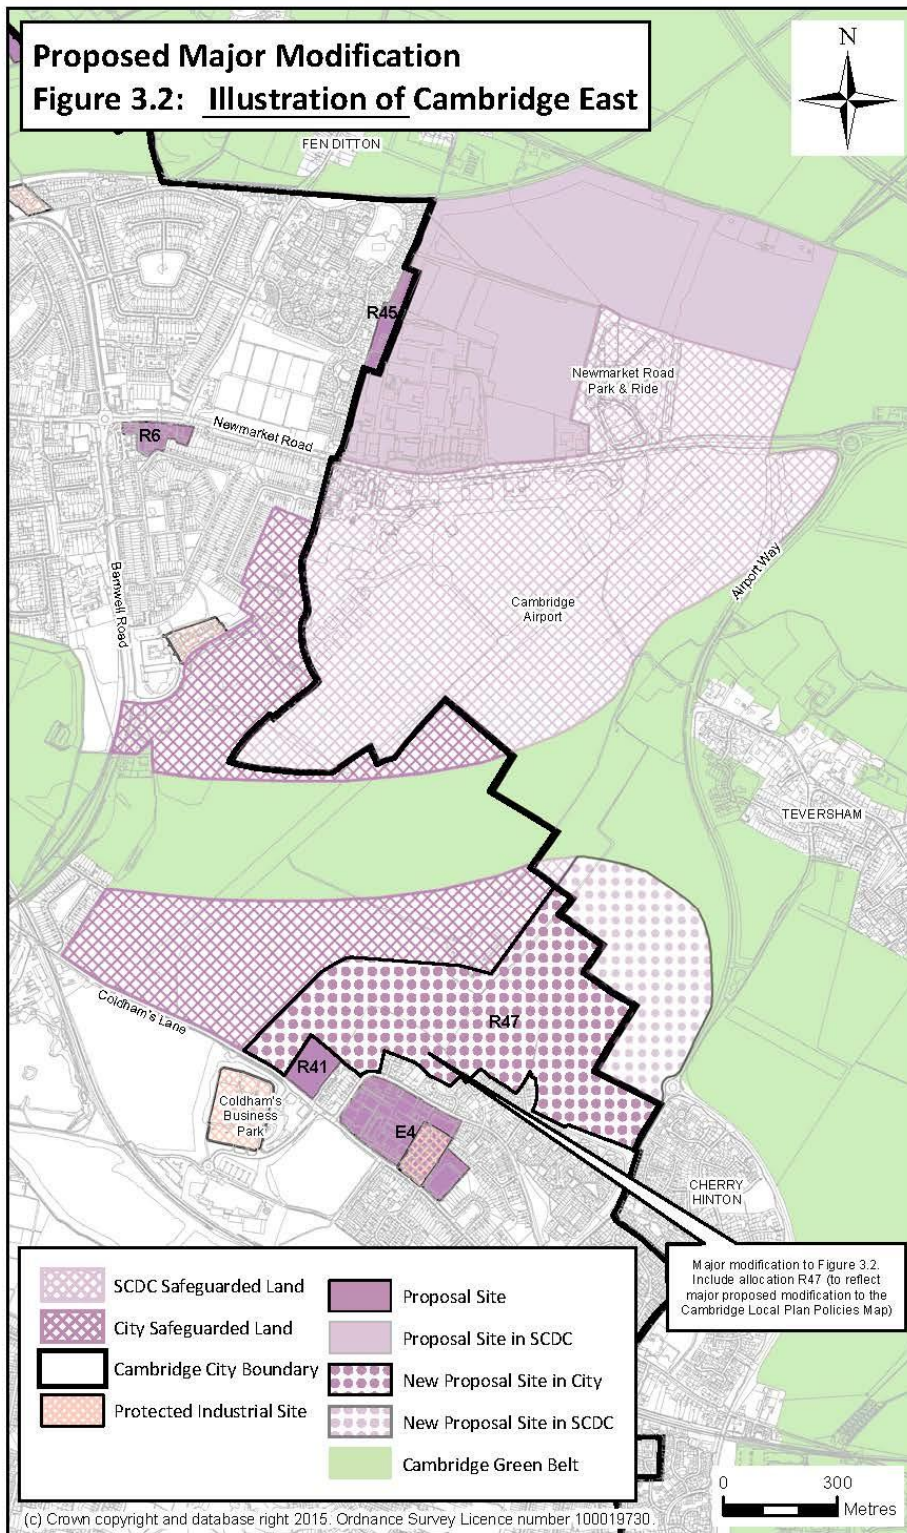 Proposed Major Modification
Figure 3.2: Illustration of Cambridge East
N
FEN DITTON
R45
Newmarket Road
Park & Ride
R6
Newmarket Road
Barnwell Road
Cambridge
Airport
Airport Way
TEVERSHAM
Coldham's Lane
R47
R41
Coldham's
Business
Park
E4
CHERRY
HINTON
Major modification to Figure 3.2.
Include allocation R47 (to reflect
major proposed modification to the
Cambridge Local Plan Policies Map)
SCDC Safeguarded Land
City Safeguarded Land
Cambridge City Boundary
Protected Industrial Site
Proposal Site
Proposal Site in SCDC
New Proposal Site in City
New Proposal Site in SCDC
Cambridge Green Belt
0 300
Metres
(c) Crown copyright and database right 2015. Ordnance Survey Licence number 100019730.